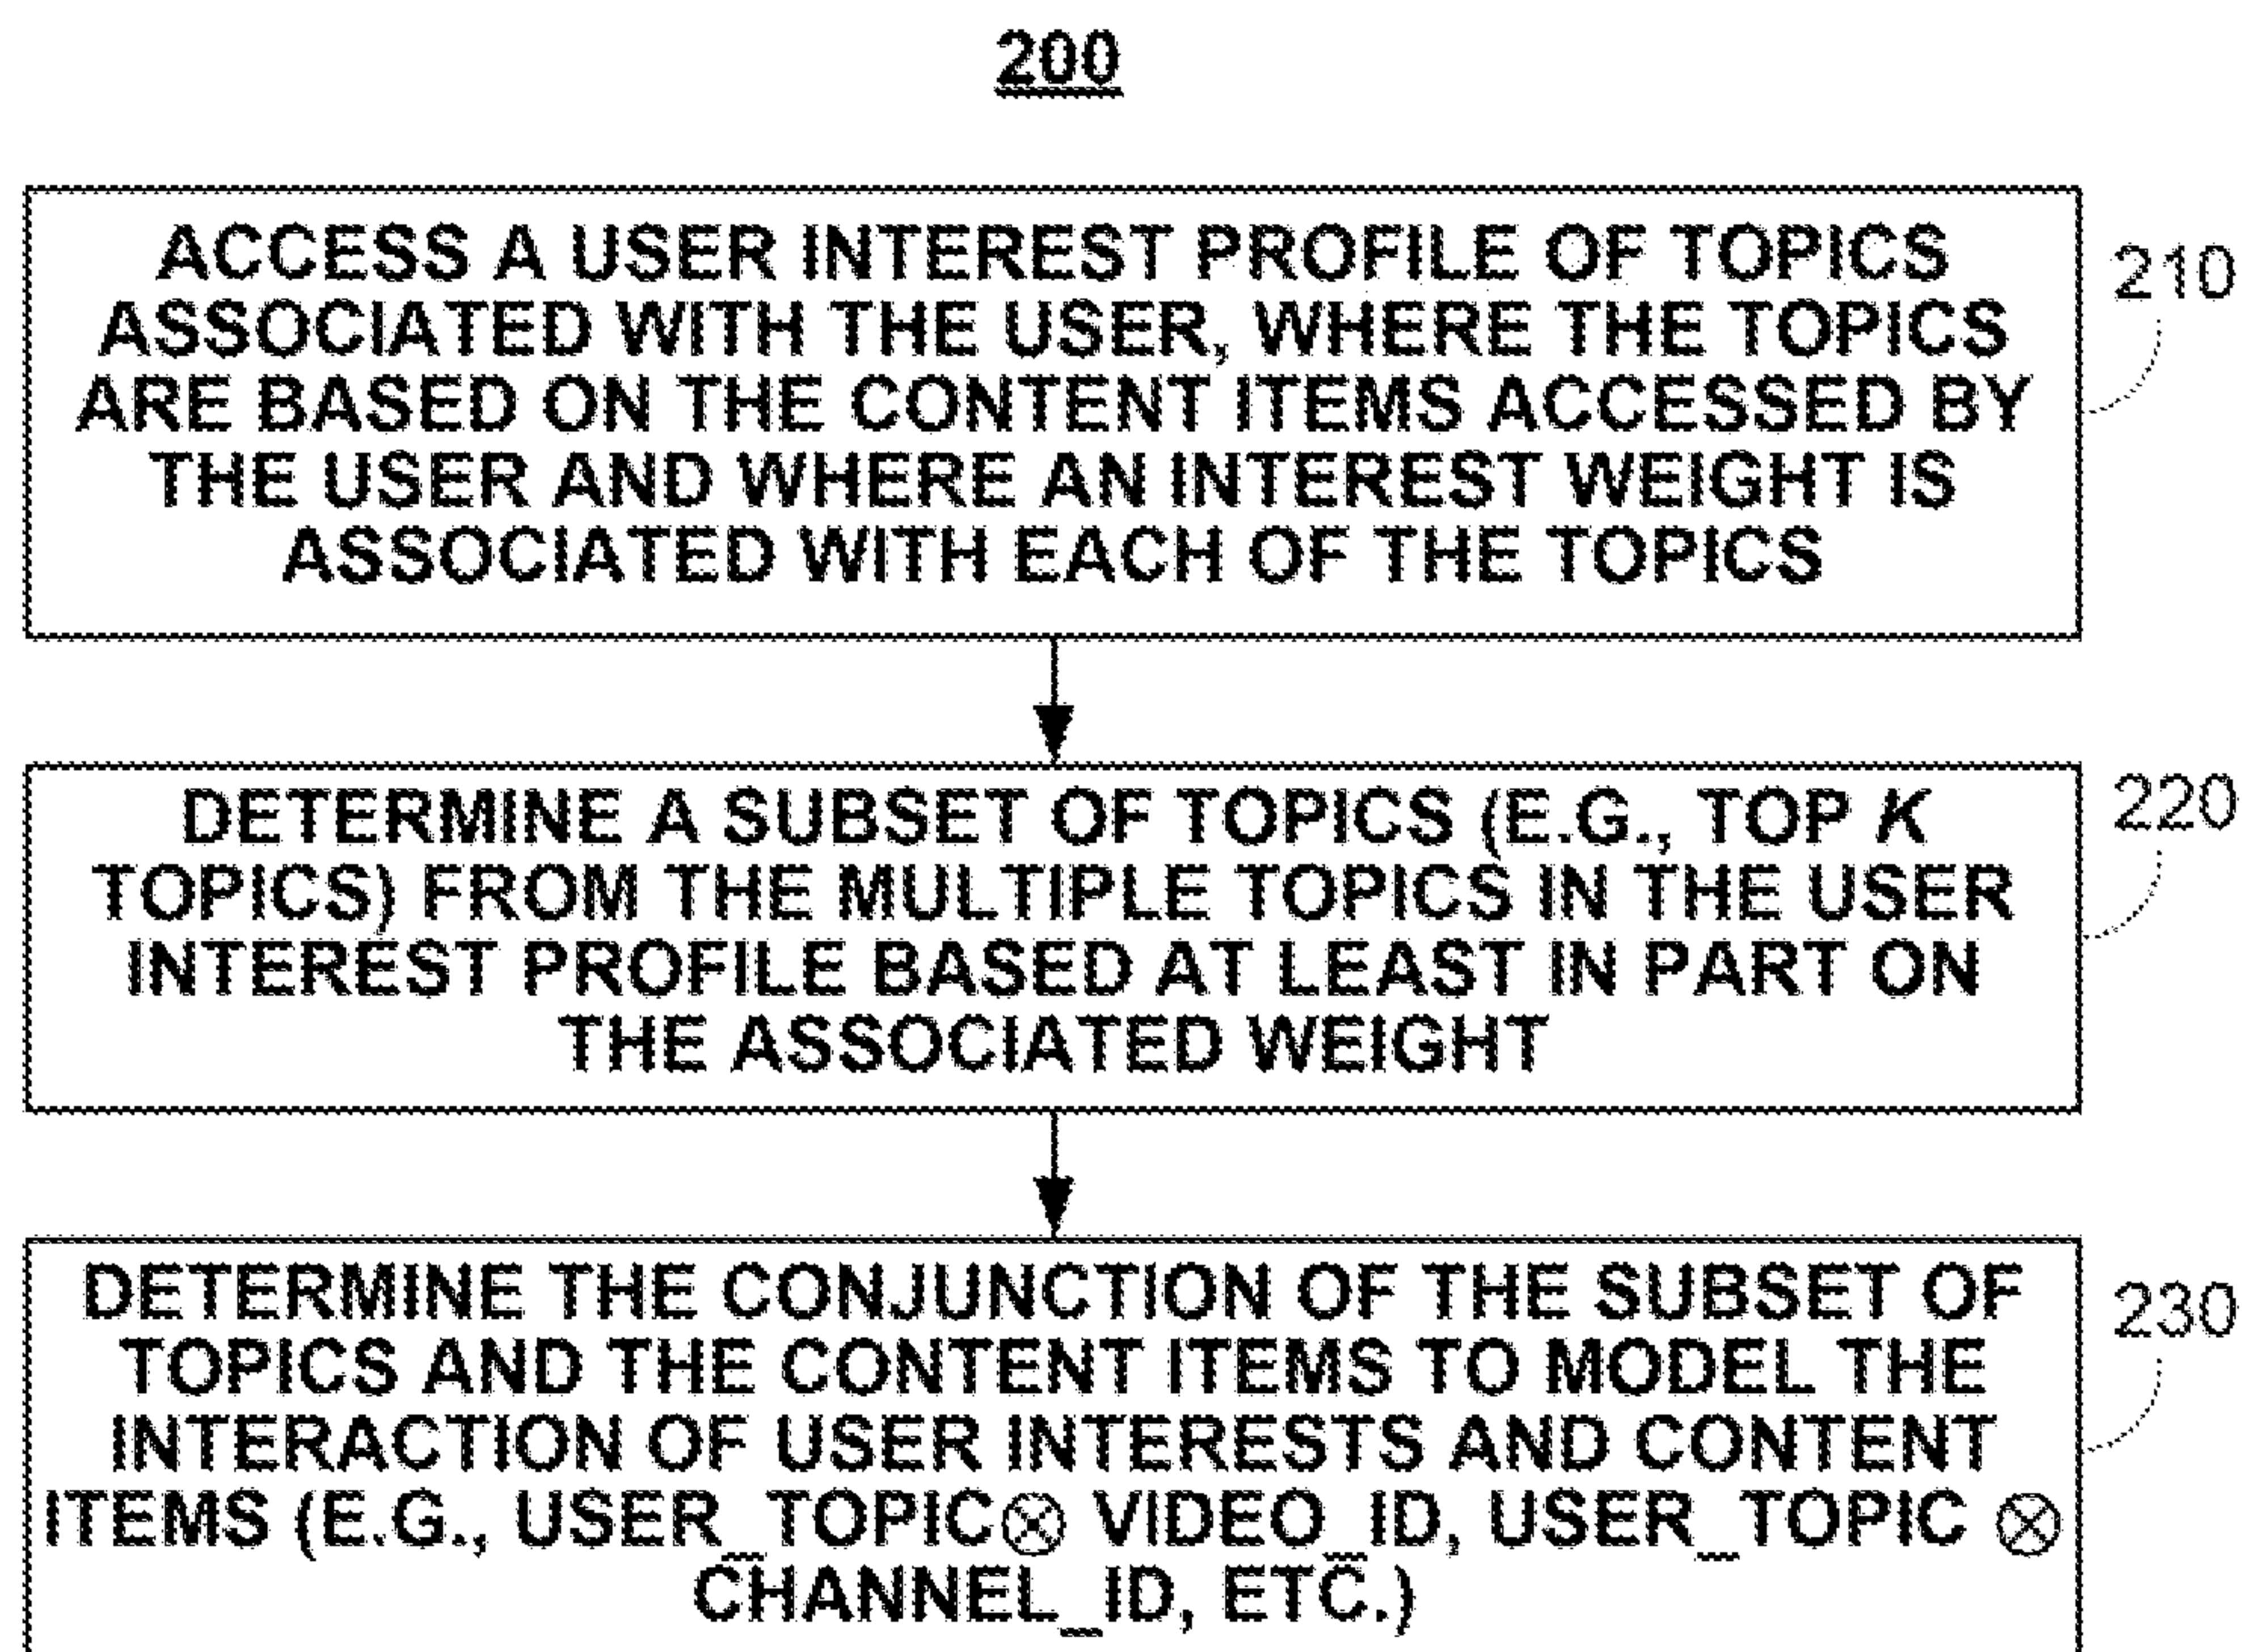 200
ACCESS A USER INTEREST PROFILE OF TOPICS
ASSOCIATED WITH THE USER, WHERE THE TOPICS
ARE BASED ON THE CONTENT ITEMS ACCESSED BY
THE USER AND WHERE AN INTEREST WEIGHT IS
ASSOCIATED WITH EACH OF THE TOPICS
210
DETERMINE A SUBSET OF TOPICS (E.G., TOP K
TOPICS) FROM THE MULTIPLE TOPICS IN THE USER
INTEREST PROFILE BASED AT LEAST IN PART ON
THE ASSOCIATED WEIGHT
220
DETERMINE THE CONJUNCTION OF THE SUBSET OF
TOPICS AND THE CONTENT ITEMS TO MODEL THE
INTERACTION OF USER INTERESTS AND CONTENT
ITEMS (E.G., USER_TOPIC⊗ VIDEO_ID, USER_TOPIC ⊗
CHANNEL_ID, ETC.)
230